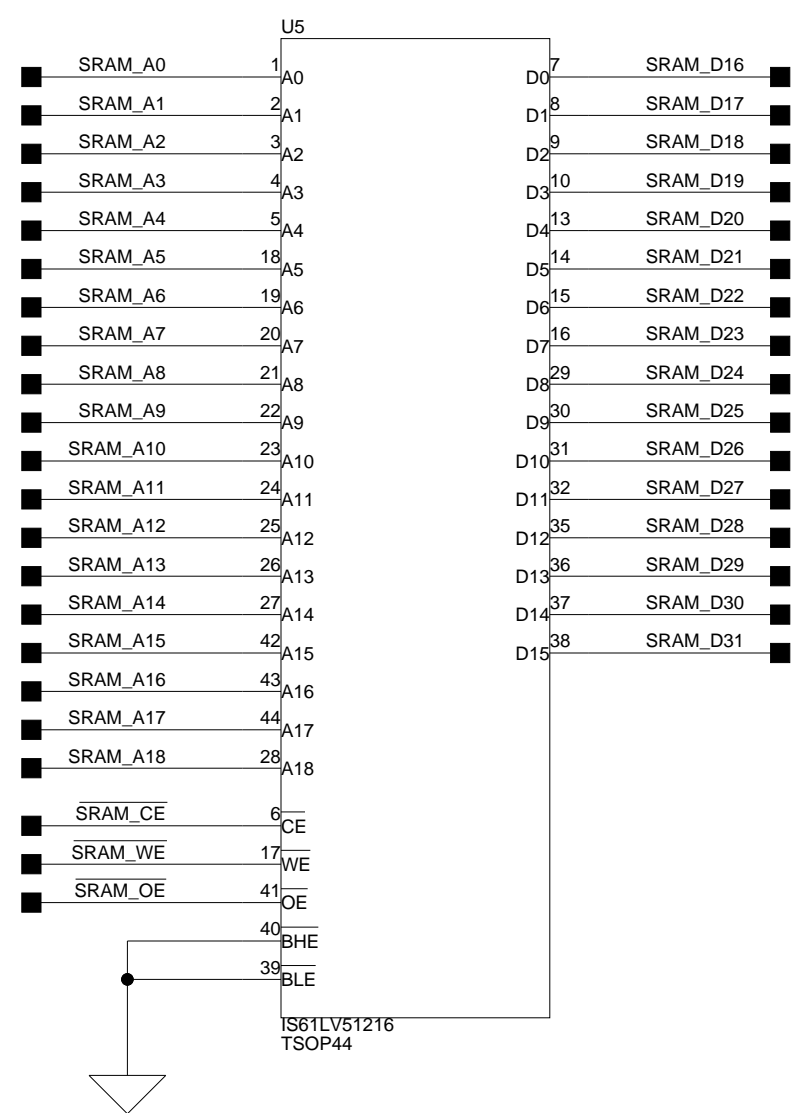 U5
SRAM_A0 1 A0 D0 7 SRAM_D16
SRAM_A1 2 A1 D1 8 SRAM_D17
SRAM_A2 3 A2 D2 9 SRAM_D18
SRAM_A3 4 A3 D3 10 SRAM_D19
SRAM_A4 5 A4 D4 13 SRAM_D20
SRAM_A5 18 A5 D5 14 SRAM_D21
SRAM_A6 19 A6 D6 15 SRAM_D22
SRAM_A7 20 A7 D7 16 SRAM_D23
SRAM_A8 21 A8 D8 29 SRAM_D24
SRAM_A9 22 A9 D9 30 SRAM_D25
SRAM_A10 23 A10 D10 31 SRAM_D26
SRAM_A11 24 A11 D11 32 SRAM_D27
SRAM_A12 25 A12 D12 35 SRAM_D28
SRAM_A13 26 A13 D13 36 SRAM_D29
SRAM_A14 27 A14 D14 37 SRAM_D30
SRAM_A15 42 A15 D15 38 SRAM_D31
SRAM_A16 43 A16
SRAM_A17 44 A17
SRAM_A18 28 A18
SRAM_CE 6 CE
SRAM_WE 17 WE
SRAM_OE 41 OE
40 BHE
39 BLE
IS61LV51216
TSOP44